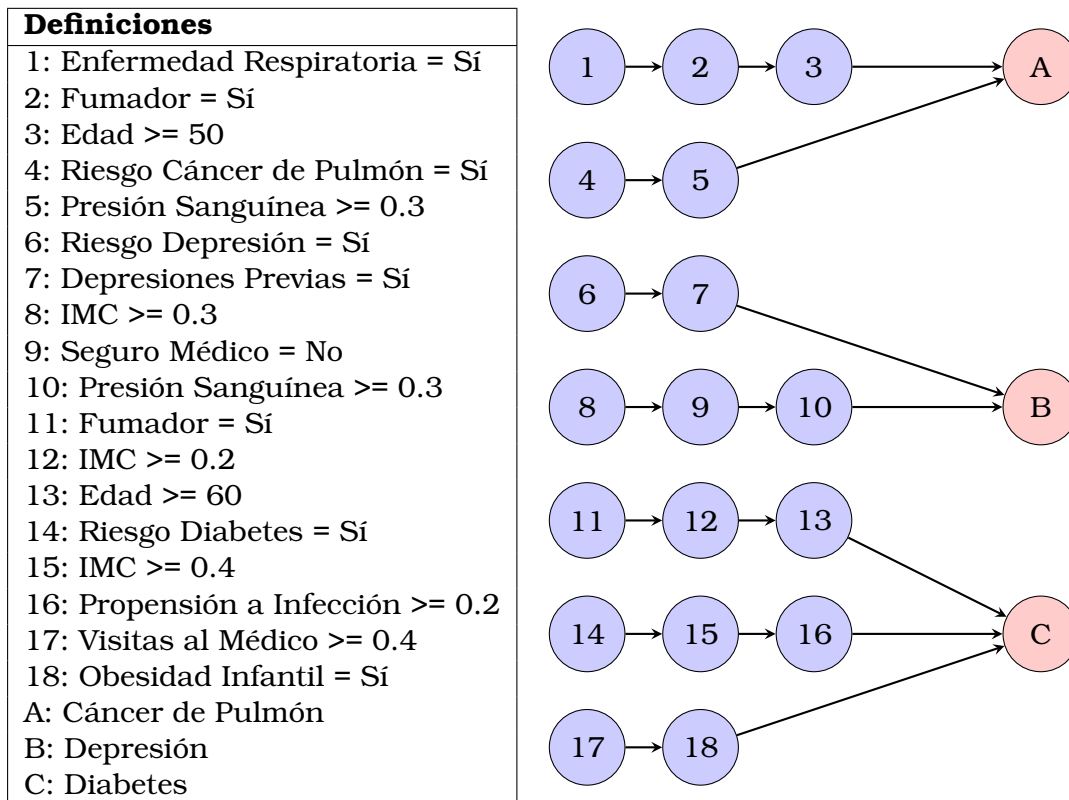 Definiciones
1: Enfermedad Respiratoria = Sí
2: Fumador = Sí
3: Edad >= 50
4: Riesgo Cáncer de Pulmón = Sí
5: Presión Sanguínea >= 0.3
6: Riesgo Depresión = Sí
7: Depresiones Previas = Sí
8: IMC >= 0.3
9: Seguro Médico = No
10: Presión Sanguínea >= 0.3
11: Fumador = Sí
12: IMC >= 0.2
13: Edad >= 60
14: Riesgo Diabetes = Sí
15: IMC >= 0.4
16: Propensión a Infección >= 0.2
17: Visitas al Médico >= 0.4
18: Obesidad Infantil = Sí
A: Cáncer de Pulmón
B: Depresión
C: Diabetes
1 2 3 A
4 5
6 7
8 9 10 B
11 12 13
14 15 16 C
17 18